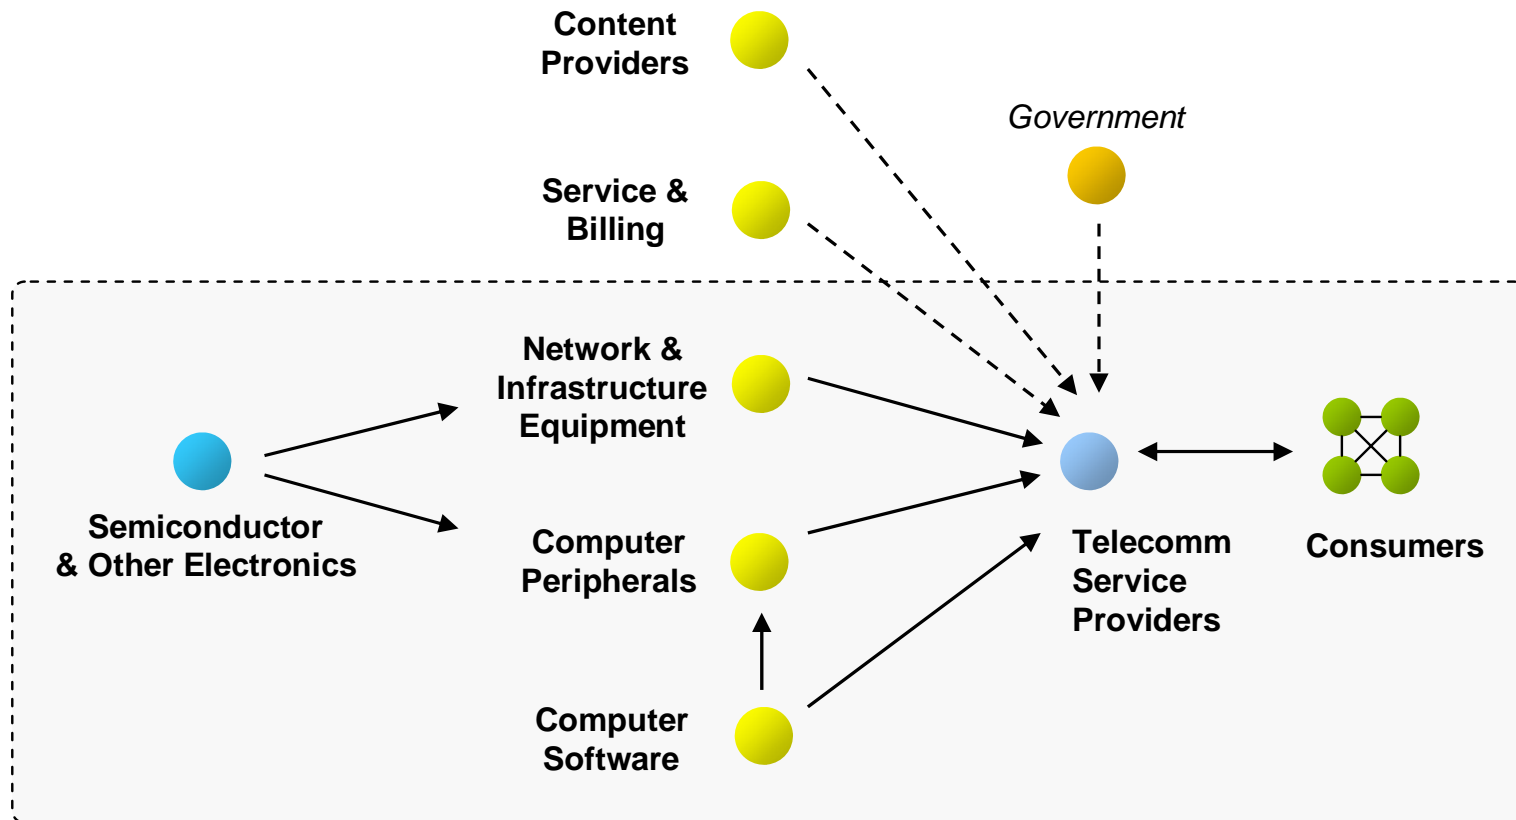 Content
Providers
Government
Service &
Billing
Network &
Infrastructure
Equipment
Semiconductor
& Other Electronics
Computer
Peripherals
Telecomm
Service
Providers
Consumers
Computer
Software